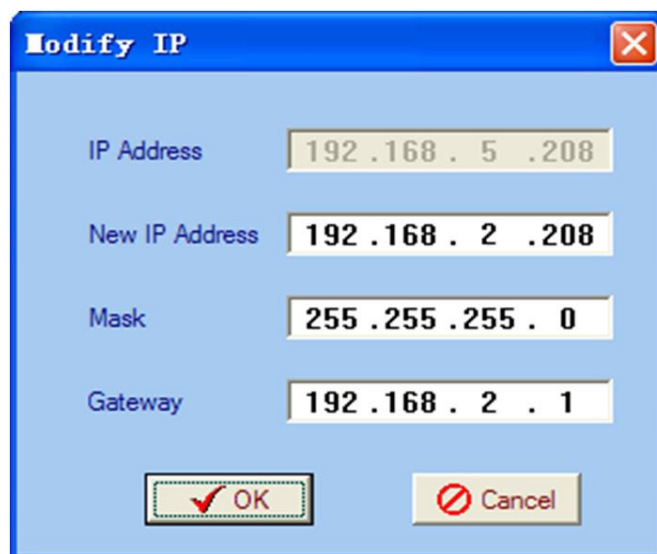 Modify IP
IP Address 192 .168 . 5 .208
New IP Address 192 .168 . 2 .208
Mask 255 .255 .255 . 0
Gateway 192 .168 . 2 . 1
OK Cancel